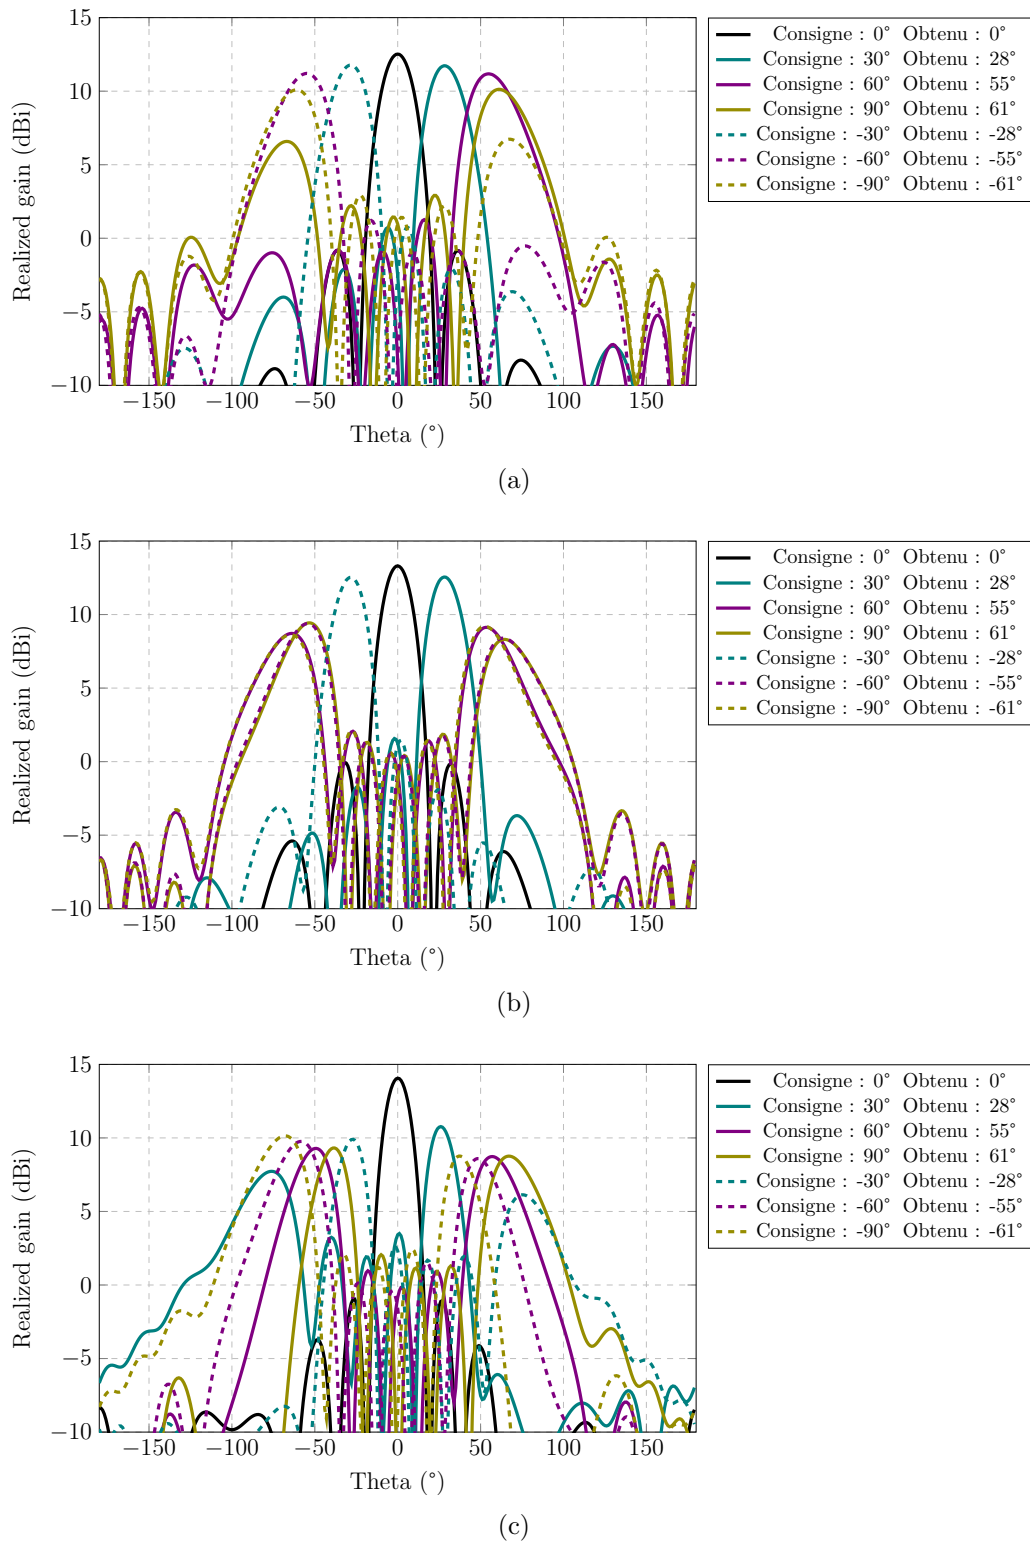 15
10
5
0
−5
−10
Realized gain (dBi)
−150 −100 −50 0 50 100 150
Theta (°)
Consigne : 0° Obtenu : 0°
Consigne : 30° Obtenu : 28°
Consigne : 60° Obtenu : 55°
Consigne : 90° Obtenu : 61°
Consigne : -30° Obtenu : -28°
Consigne : -60° Obtenu : -55°
Consigne : -90° Obtenu : -61°
(a)
15
10
5
0
−5
−10
Realized gain (dBi)
−150 −100 −50 0 50 100 150
Theta (°)
Consigne : 0° Obtenu : 0°
Consigne : 30° Obtenu : 28°
Consigne : 60° Obtenu : 55°
Consigne : 90° Obtenu : 61°
Consigne : -30° Obtenu : -28°
Consigne : -60° Obtenu : -55°
Consigne : -90° Obtenu : -61°
(b)
15
10
5
0
−5
−10
Realized gain (dBi)
−150 −100 −50 0 50 100 150
Theta (°)
Consigne : 0° Obtenu : 0°
Consigne : 30° Obtenu : 28°
Consigne : 60° Obtenu : 55°
Consigne : 90° Obtenu : 61°
Consigne : -30° Obtenu : -28°
Consigne : -60° Obtenu : -55°
Consigne : -90° Obtenu : -61°
(c)